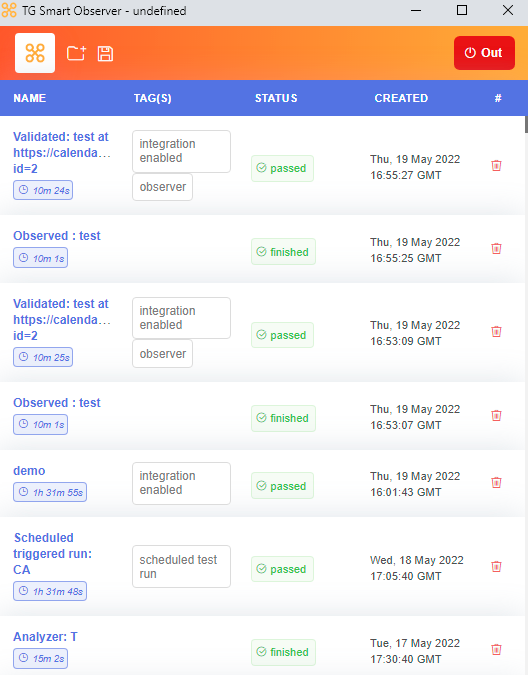 TG Smart Observer - undefined
Out
NAME TAG(S) STATUS CREATED #
Validated: test at
https://calenda...
id=2
10m 24s
integration
enabled
observer
passed
Thu, 19 May 2022
16:55:27 GMT
Observed : test
10m 1s
finished
Thu, 19 May 2022
16:55:25 GMT
Validated: test at
https://calenda...
id=2
10m 25s
integration
enabled
observer
passed
Thu, 19 May 2022
16:53:09 GMT
Observed : test
10m 1s
finished
Thu, 19 May 2022
16:53:07 GMT
demo
1h 31m 55s
integration
enabled
passed
Thu, 19 May 2022
16:01:43 GMT
Scheduled
triggered run:
CA
1h 31m 48s
scheduled test
run
passed
Wed, 18 May 2022
17:05:40 GMT
Analyzer: T
15m 2s
finished
Tue, 17 May 2022
17:30:40 GMT